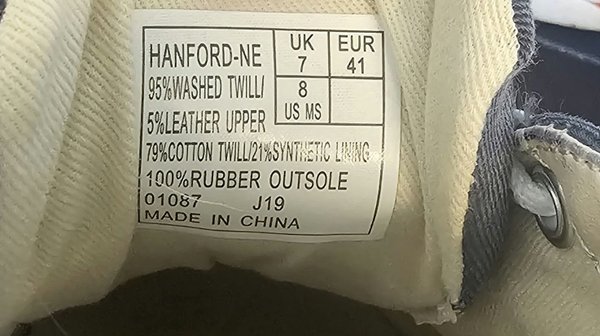 HANFORD-NE
UK EUR
7 41
95%WASHED TWILL/
8
US MS
5%LEATHER UPPER
79%COTTON TWILL/21%SYNTHETIC LINING
100%RUBBER OUTSOLE
01087 J19
MADE IN CHINA